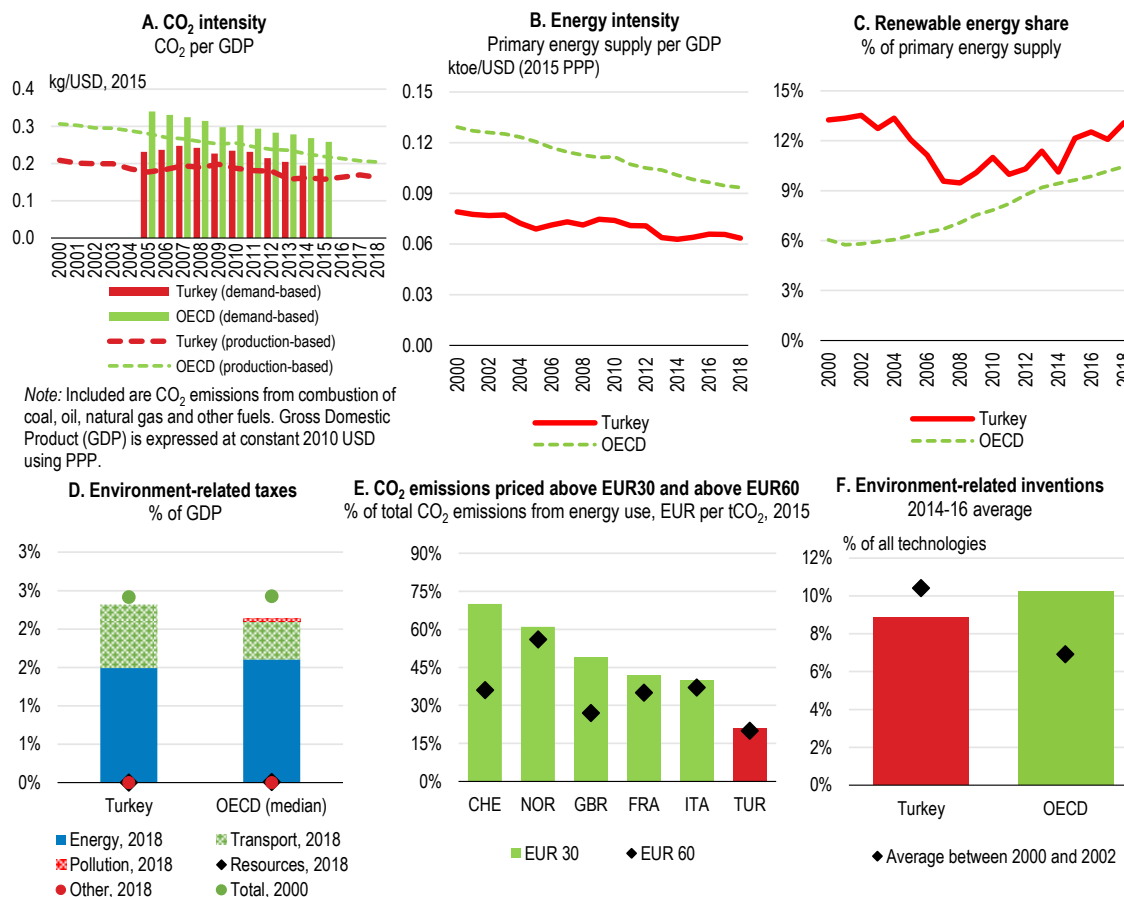 A. CO₂ intensity
CO₂ per GDP
kg/USD, 2015
0.4
0.3
0.2
0.1
0.0
2000
2001
2002
2003
2004
2005
2006
2007
2008
2009
2010
2011
2012
2013
2014
2015
2016
2017
2018
Turkey (demand-based)
OECD (demand-based)
Turkey (production-based)
OECD (production-based)
Note: Included are CO₂ emissions from combustion of
coal, oil, natural gas and other fuels. Gross Domestic
Product (GDP) is expressed at constant 2010 USD
using PPP.
B. Energy intensity
Primary energy supply per GDP
ktoe/USD (2015 PPP)
0.15
0.12
0.09
0.06
0.03
0.00
2000
2002
2004
2006
2008
2010
2012
2014
2016
2018
Turkey
OECD
C. Renewable energy share
% of primary energy supply
15%
12%
9%
6%
3%
0%
2000
2002
2004
2006
2008
2010
2012
2014
2016
2018
Turkey
OECD
D. Environment-related taxes
% of GDP
3%
3%
2%
2%
1%
1%
0%
Turkey OECD (median)
Energy, 2018 Transport, 2018
Pollution, 2018 Resources, 2018
Other, 2018 Total, 2000
E. CO₂ emissions priced above EUR30 and above EUR60
% of total CO₂ emissions from energy use, EUR per tCO₂, 2015
90%
75%
60%
45%
30%
15%
0%
CHE NOR GBR FRA ITA TUR
EUR 30 EUR 60
F. Environment-related inventions
2014-16 average
% of all technologies
12%
10%
8%
6%
4%
2%
0%
Turkey OECD
Average between 2000 and 2002